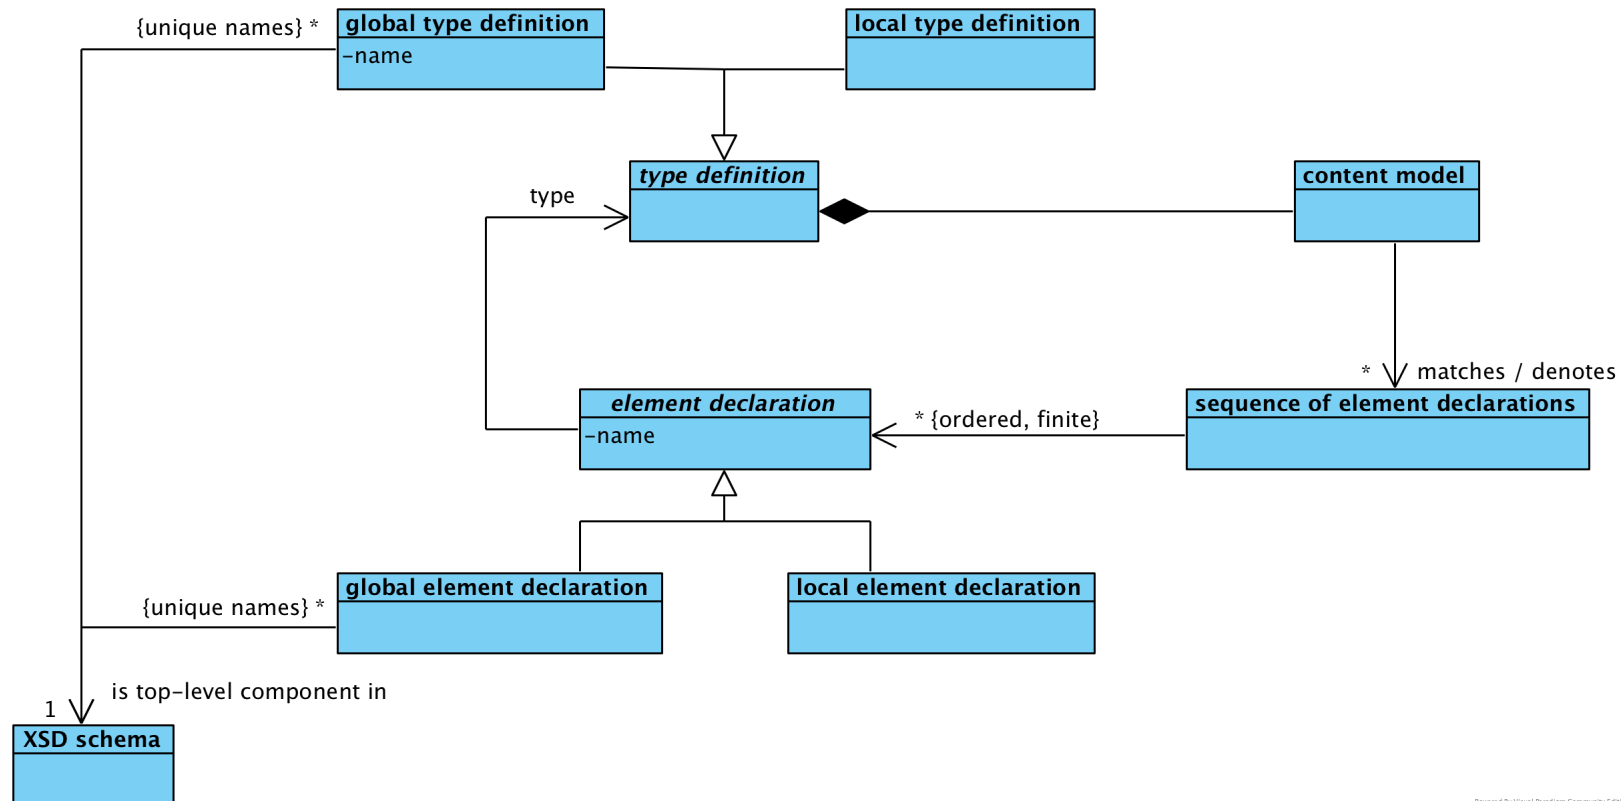 {unique names} *
global type definition
-name
local type definition
type definition
content model
type
* matches / denotes
element declaration
-name
* {ordered, finite}
sequence of element declarations
global element declaration
local element declaration
{unique names} *
is top-level component in
1
XSD schema